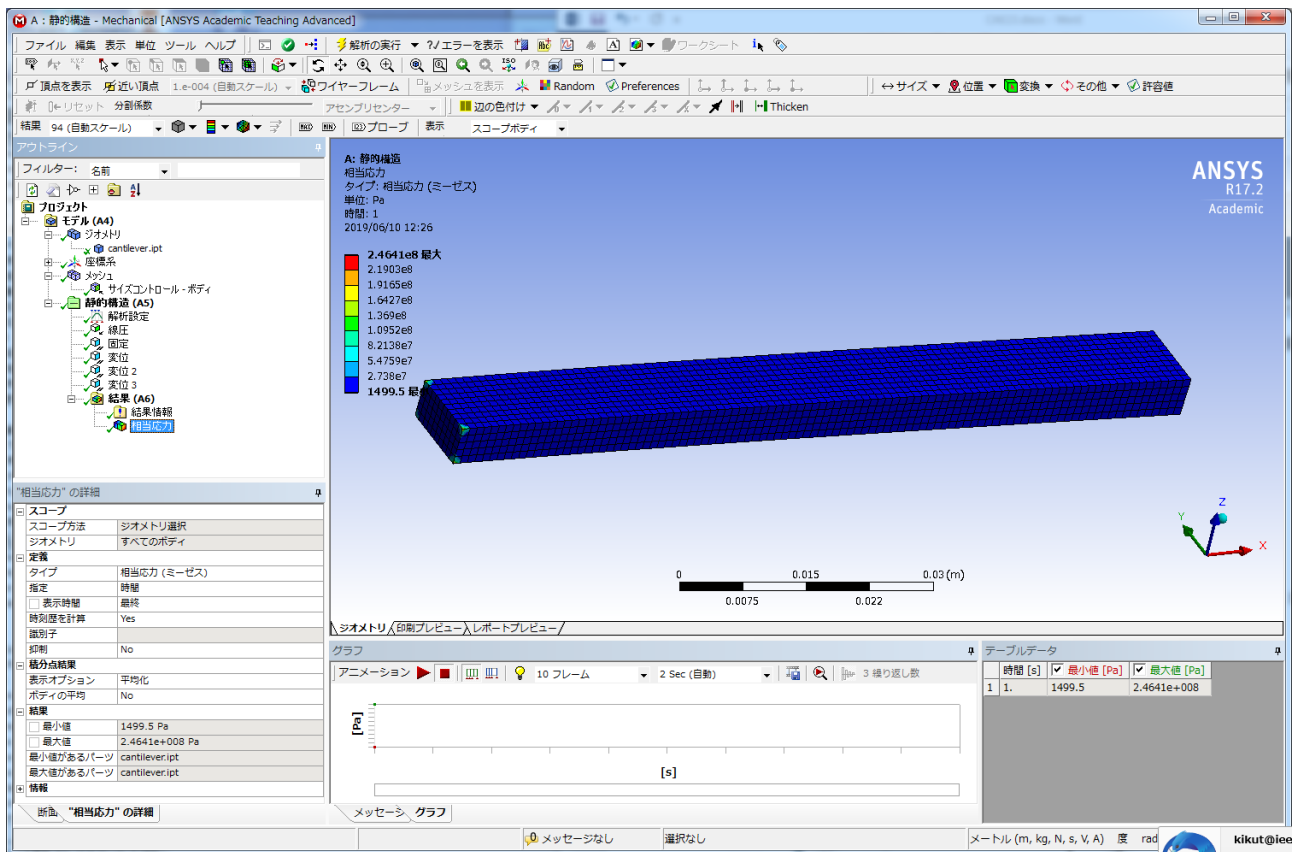 A : 静的構造 - Mechanical [ANSYS Academic Teaching Advanced]
ファイル 編集 表示 単位 ツール ヘルプ 解析の実行 ?/エラーを表示 ワークシート
頂点を表示 近い頂点 1.e-004 (自動スケール) ワイヤーフレーム メッシュを表示 Random Preferences サイズ 位置 変換 その他 許容値
リセット 分割係数 アセンブリセンター 辺の色付け Thicken
結果 94 (自動スケール) プローブ 表示 スコープボディ
アウトライン
フィルター: 名前
プロジェクト
モデル (A4)
ジオメトリ
cantilever.ipt
座標系
メッシュ
サイズコントロール - ボディ
静的構造 (A5)
解析設定
線圧
固定
変位
変位 2
変位 3
結果 (A6)
結果情報
相当応力
A: 静的構造
相当応力
タイプ: 相当応力 (ミーゼス)
単位: Pa
時間: 1
2019/06/10 12:26
2.4641e8 最大
2.1903e8
1.9165e8
1.6427e8
1.369e8
1.0952e8
8.2138e7
5.4759e7
2.738e7
1499.5
ANSYS
R17.2
Academic
Z
Y
X
0 0.015 0.03 (m)
0.0075 0.022
ジオメトリ 印刷プレビュー レポートプレビュー
"相当応力" の詳細
スコープ
スコープ方法 ジオメトリ選択
ジオメトリ すべてのボディ
定義
タイプ 相当応力 (ミーゼス)
指定 時間
表示時間 最終
時刻歴を計算 Yes
識別子
抑制 No
積分点結果
表示オプション 平均化
ボディの平均 No
結果
最小値 1499.5 Pa
最大値 2.4641e+008 Pa
最小値があるパーツ cantilever.ipt
最大値があるパーツ cantilever.ipt
情報
断面 "相当応力" の詳細
グラフ
アニメーション 10 フレーム 2 Sec (自動) 3 繰り返し数
[Pa]
[s]
メッセージ グラフ
テーブルデータ
時間 [s] 最小値 [Pa] 最大値 [Pa]
1 1. 1499.5 2.4641e+008
0 メッセージなし 選択なし メートル (m, kg, N, s, V, A) 度 rad
kikut@iee